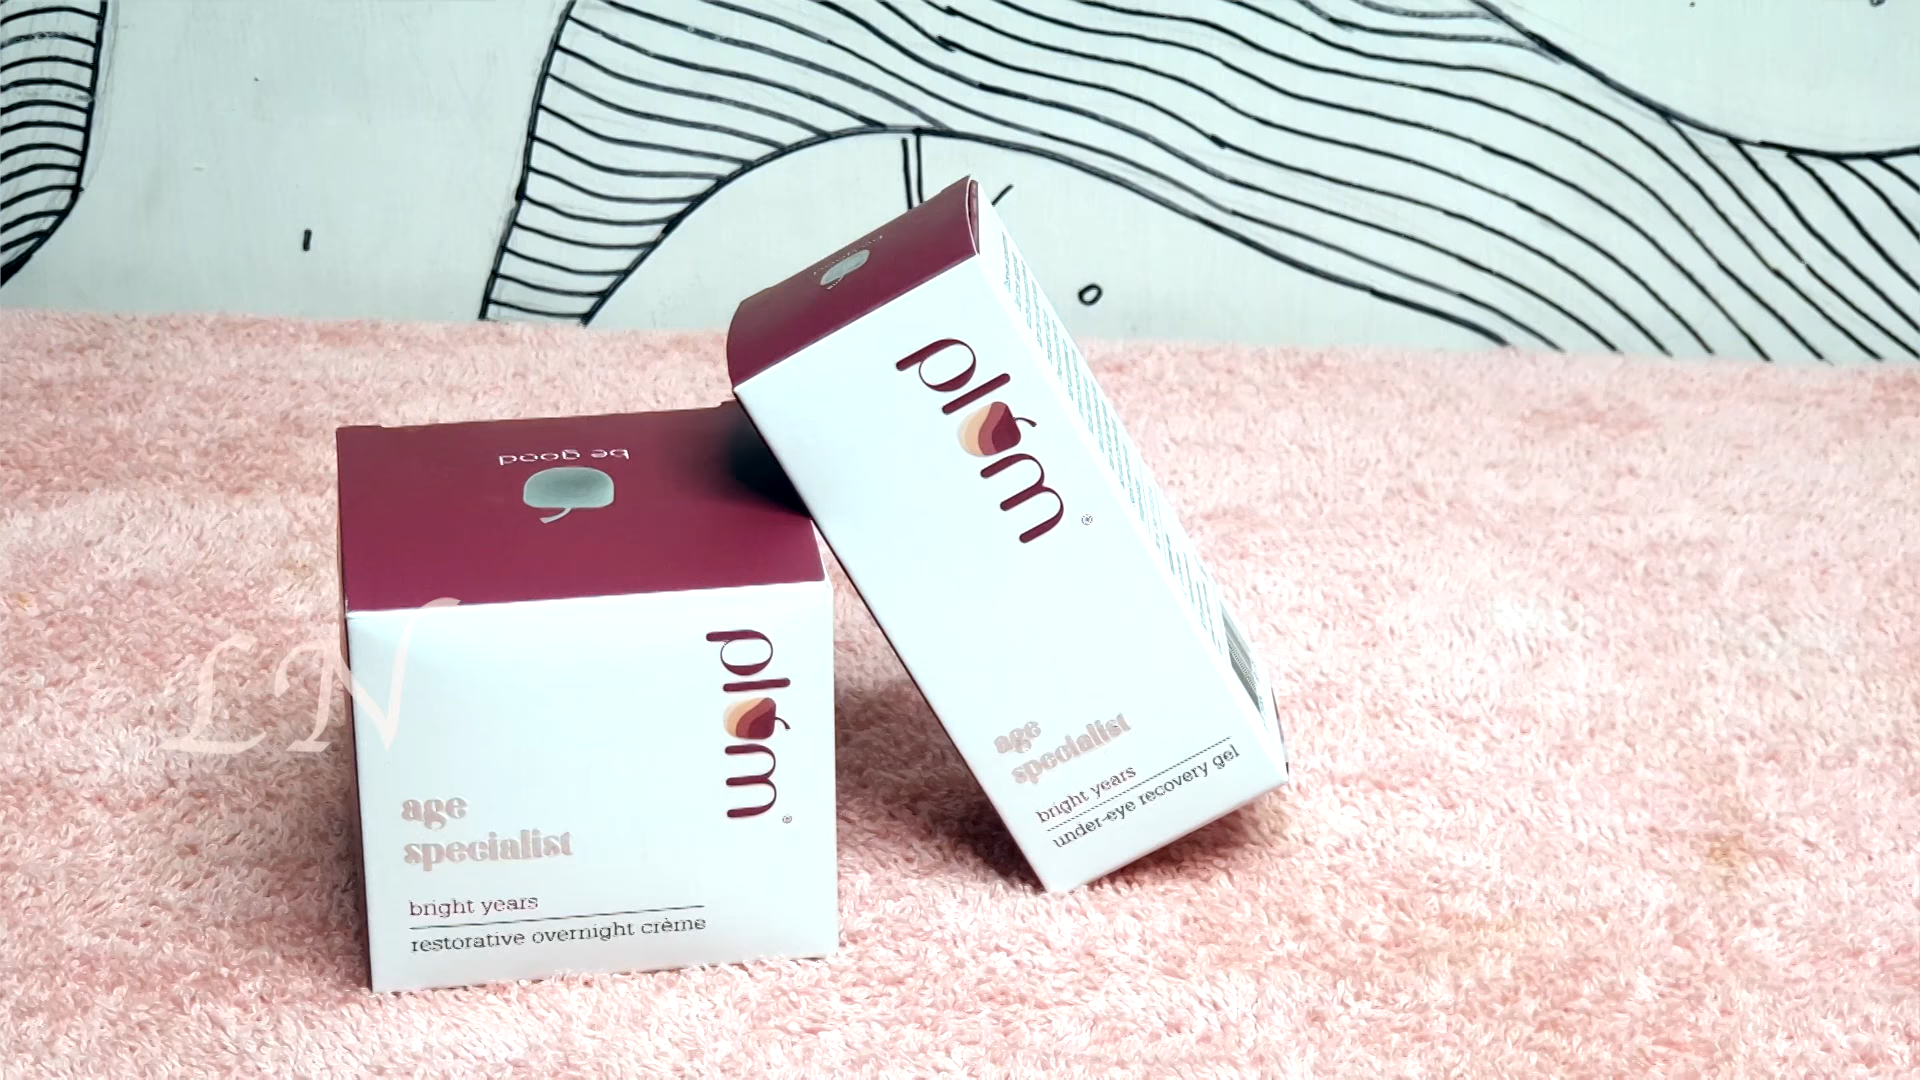 be good
plum®
age
specialist
bright years
restorative overnight crème
plum®
age
specialist
bright years
under-eye recovery gel
LN